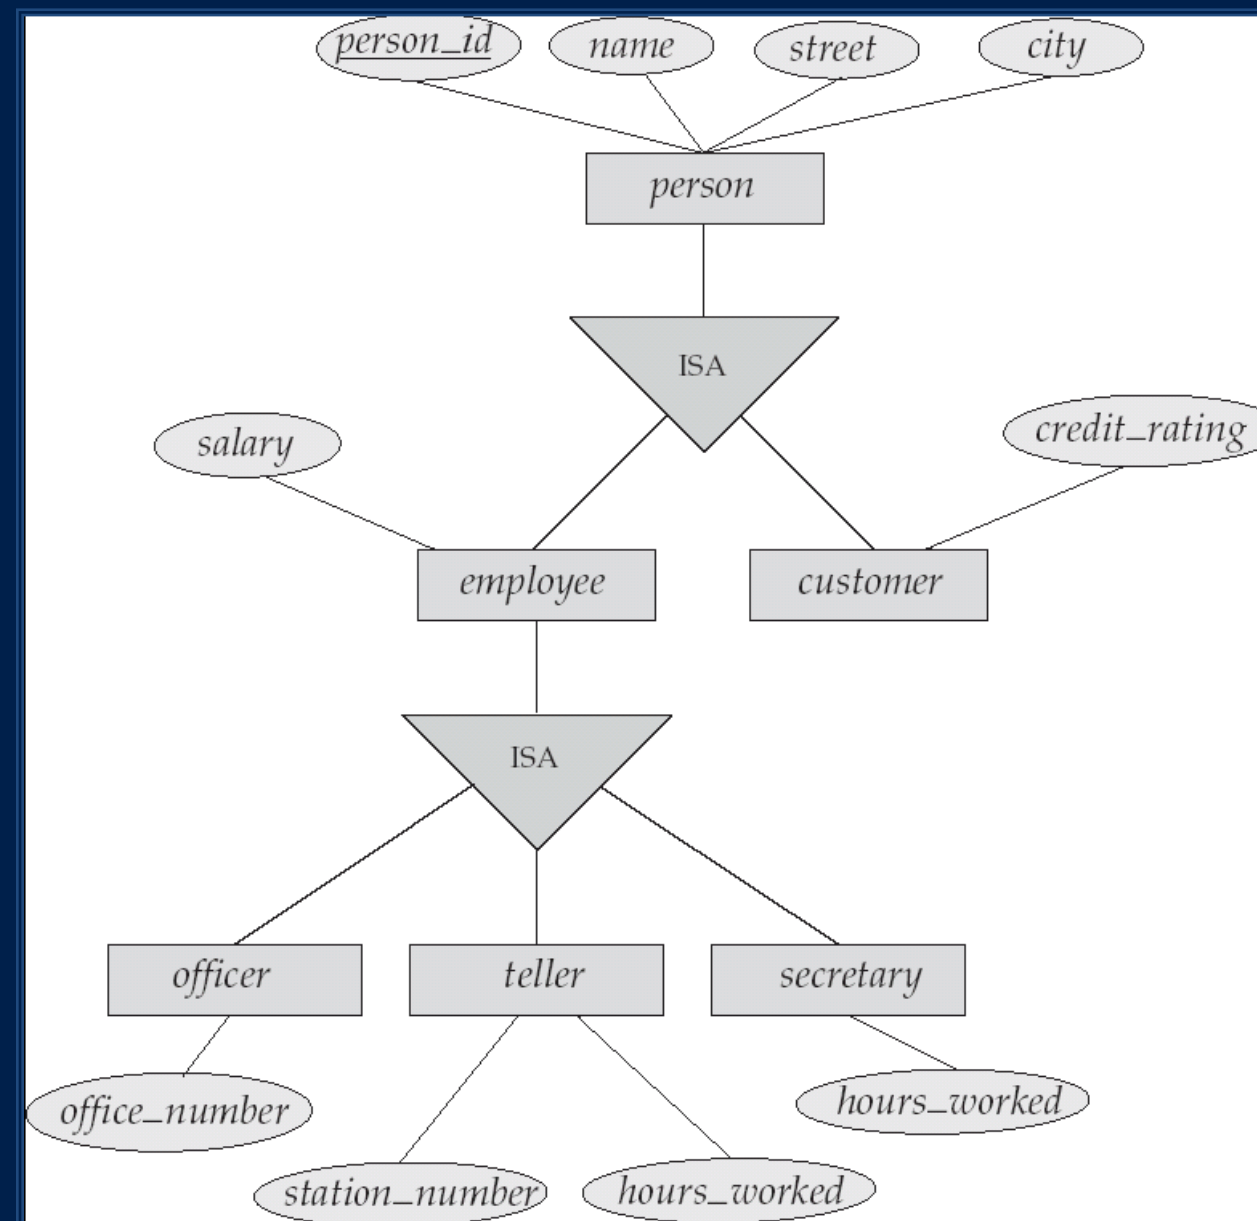 person_id
name
street
city
person
ISA
salary
credit_rating
employee
customer
ISA
officer
teller
secretary
office_number
hours_worked
station_number
hours_worked